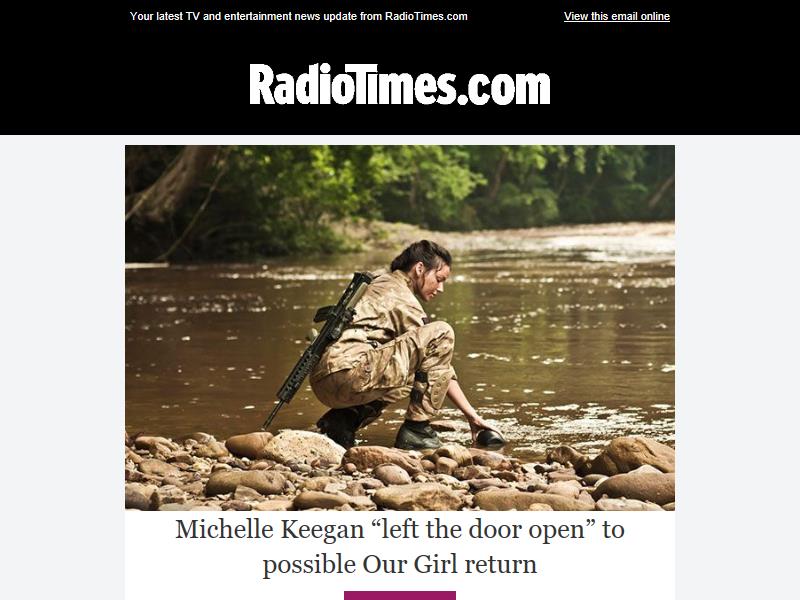 Your latest TV and entertainment news update from RadioTimes.com
View this email online
RadioTimes.com
Michelle Keegan “left the door open” to
possible Our Girl return